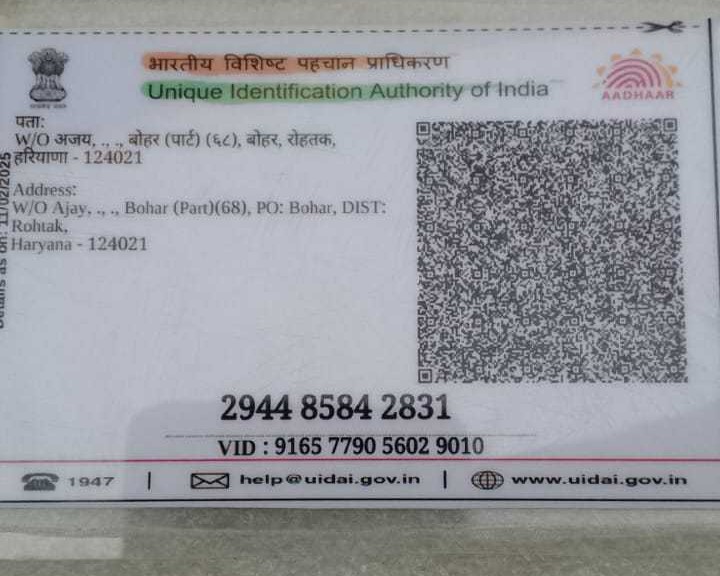 भारतीय विशिष्ट पहचान प्राधिकरण
Unique Identification Authority of India
AADHAAR
पता:
W/O अजय, ., ., बोहर (पार्ट) (६८), बोहर, रोहतक,
हरियाणा - 124021
Address:
W/O Ajay, ., ., Bohar (Part)(68), PO: Bohar, DIST:
Rohtak,
Haryana - 124021
Details as on: 11/02/2025
2944 8584 2831
VID : 9165 7790 5602 9010
1947 | help@uidai.gov.in | www.uidai.gov.in